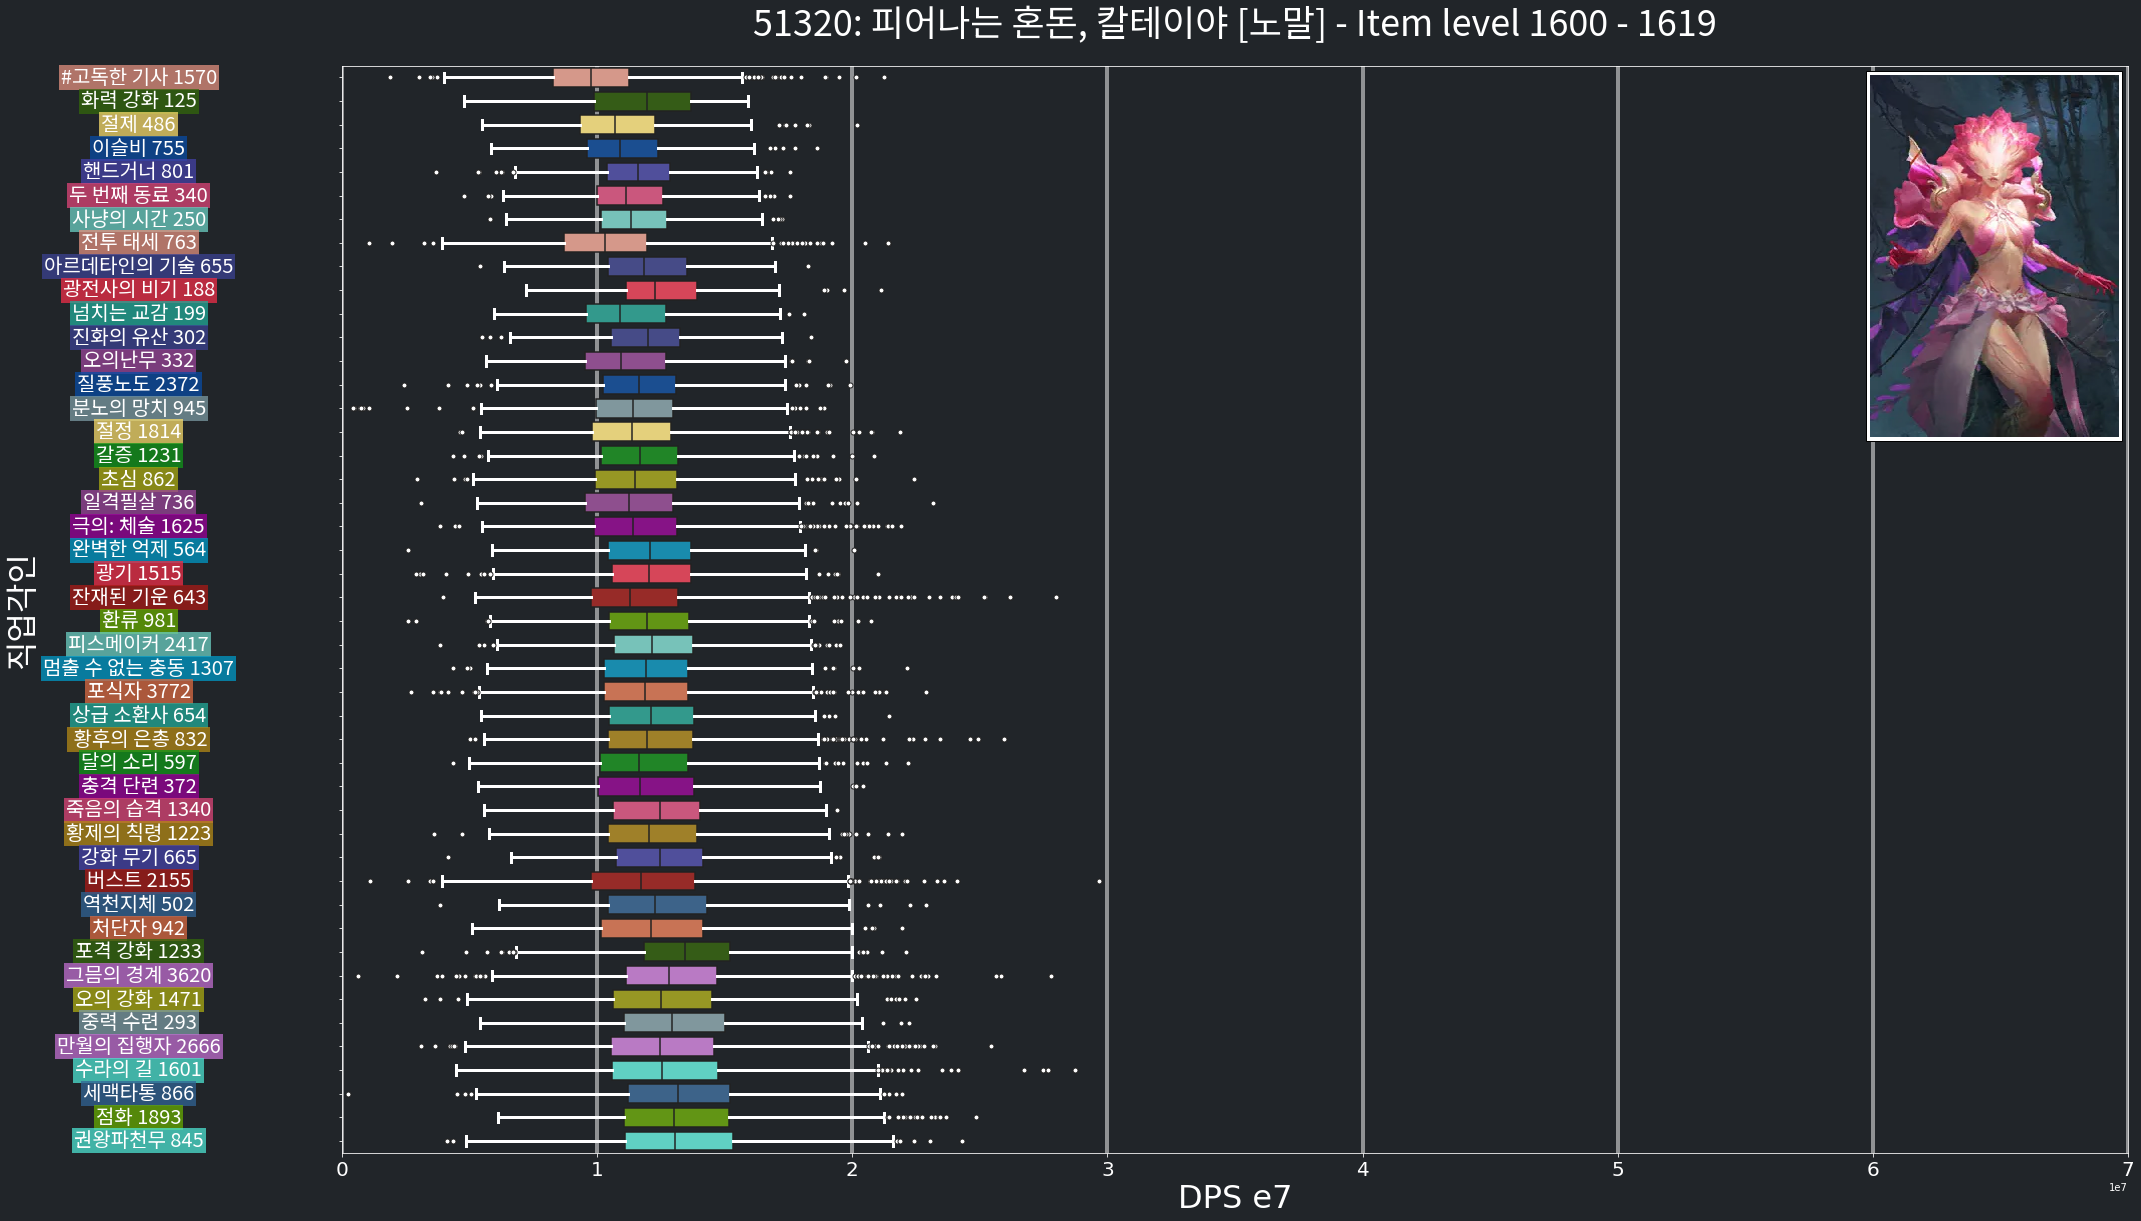 51320: 피어나는 혼돈, 칼테이야 [노말] - Item level 1600 - 1619
#고독한 기사 1570
화력 강화 125
절제 486
이슬비 755
핸드거너 801
두 번째 동료 340
사냥의 시간 250
전투 태세 763
아르데타인의 기술 655
광전사의 비기 188
넘치는 교감 199
진화의 유산 302
오의난무 332
질풍노도 2372
분노의 망치 945
절정 1814
갈증 1231
초심 862
일격필살 736
극의: 체술 1625
완벽한 억제 564
광기 1515
잔재된 기운 643
환류 981
피스메이커 2417
멈출 수 없는 충동 1307
포식자 3772
상급 소환사 654
황후의 은총 832
달의 소리 597
충격 단련 372
죽음의 습격 1340
황제의 칙령 1223
강화 무기 665
버스트 2155
역천지체 502
처단자 942
포격 강화 1233
그믐의 경계 3620
오의 강화 1471
중력 수련 293
만월의 집행자 2666
수라의 길 1601
세맥타통 866
점화 1893
권왕파천무 845
직업각인
0 1 2 3 4 5 6 7
DPS e7
1e7